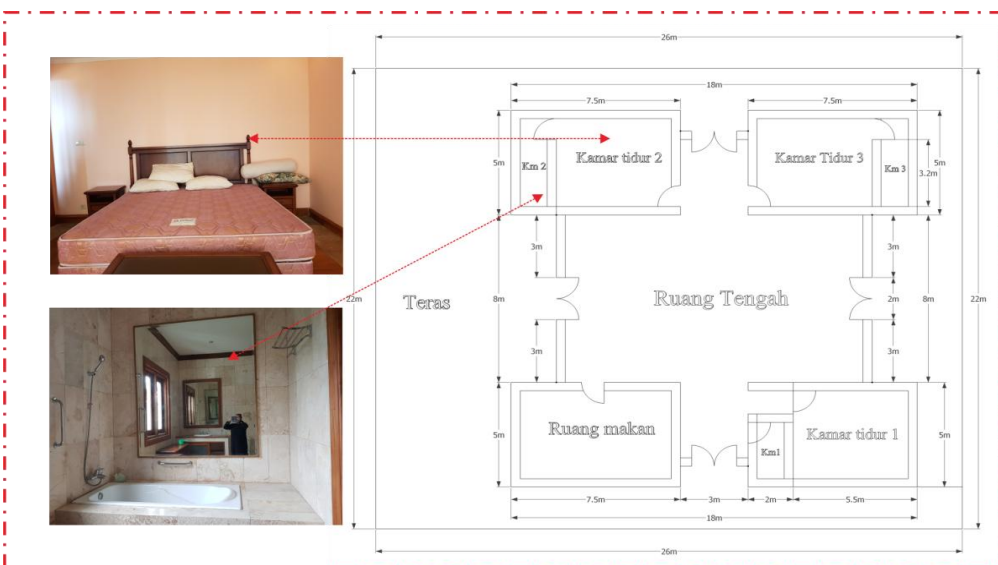 26m
18m
7.5m
7.5m
5m
Km 2
Kamar tidur 2
Kamar Tidur 3
Km 3
3.2m
5m
3m
3m
22m
Teras
8m
Ruang Tengah
2m
8m
22m
3m
3m
5m
Ruang makan
Km1
Kamar tidur 1
5m
7.5m
3m
2m
5.5m
18m
26m